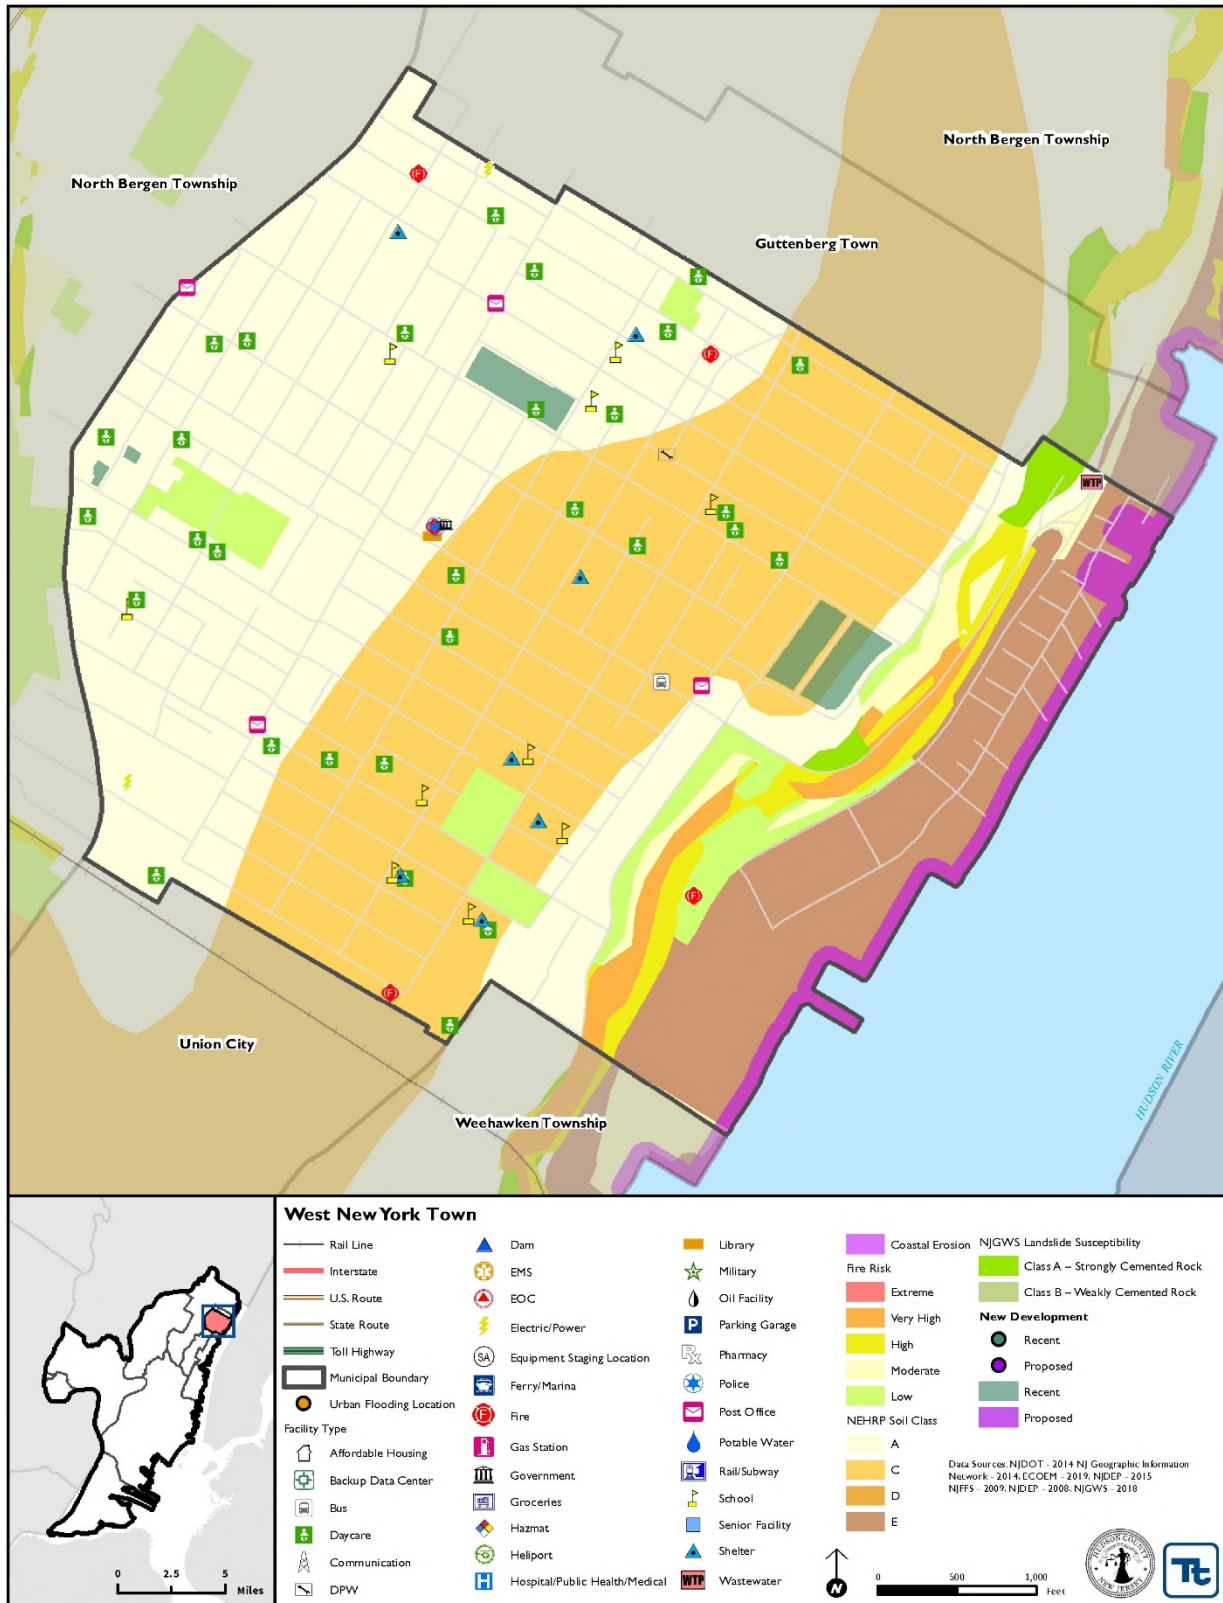 North Bergen Township
North Bergen Township
Guttenberg Town
WTP
Union City
Weehawken Township
HUDSON RIVER
West New York Town
Rail Line
Interstate
U.S. Route
State Route
Toll Highway
Municipal Boundary
Urban Flooding Location
Facility Type
Affordable Housing
Backup Data Center
Bus
Daycare
Communication
DPW
Dam
EMS
EOC
Electric/Power
SA
Equipment Staging Location
Ferry/Marina
Fire
Gas Station
Government
Groceries
Hazmat
Heliport
H
Hospital/Public Health/Medical
Library
Military
Oil Facility
P
Parking Garage
Pharmacy
Police
Post Office
Potable Water
Rail/Subway
School
Senior Facility
Shelter
WTP
Wastewater
Coastal Erosion
Fire Risk
Extreme
Very High
High
Moderate
Low
NEHRP Soil Class
A
C
D
E
NJGWS Landslide Susceptibility
Class A – Strongly Cemented Rock
Class B – Weakly Cemented Rock
New Development
Recent
Proposed
Recent
Proposed
Data Sources: NJDOT - 2014 NJ Geographic Information
Network - 2014; ECOEM - 2019; NJDEP - 2015
NJFFS - 2009; NJDEP - 2008; NJGWS - 2018
0 2.5 5
Miles
N
0 500 1,000
Feet
HUDSON COUNTY
NEW JERSEY
Tt